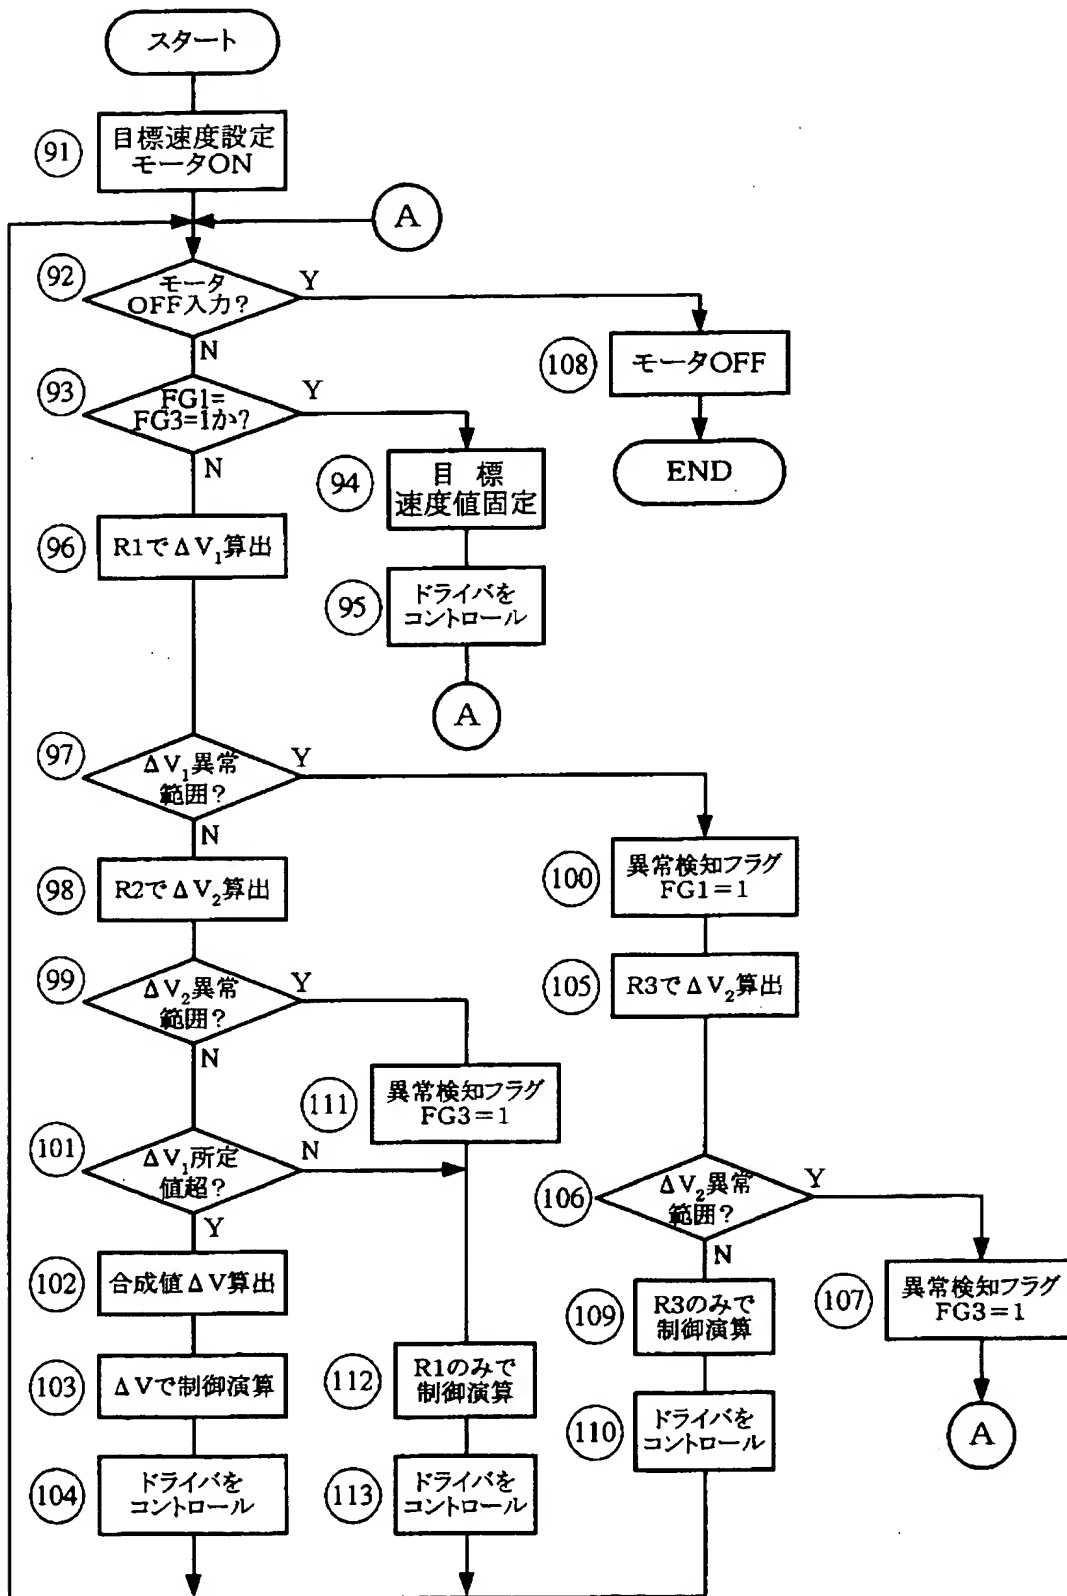 スタート
91
目標速度設定
モータON
A
92
モータ
OFF入力?
Y
N
108
モータOFF
END
93
FG1=
FG3=1か?
Y
N
94
目 標
速度値固定
95
ドライバを
コントロール
A
96
R1でΔV₁算出
97
ΔV₁異常
範囲?
Y
N
98
R2でΔV₂算出
99
ΔV₂異常
範囲?
Y
N
100
異常検知フラグ
FG1=1
105
R3でΔV₂算出
111
異常検知フラグ
FG3=1
101
ΔV₁所定
値超?
N
Y
106
ΔV₂異常
範囲?
Y
N
102
合成値ΔV算出
109
R3のみで
制御演算
107
異常検知フラグ
FG3=1
103
ΔVで制御演算
112
R1のみで
制御演算
110
ドライバを
コントロール
A
104
ドライバを
コントロール
113
ドライバを
コントロール